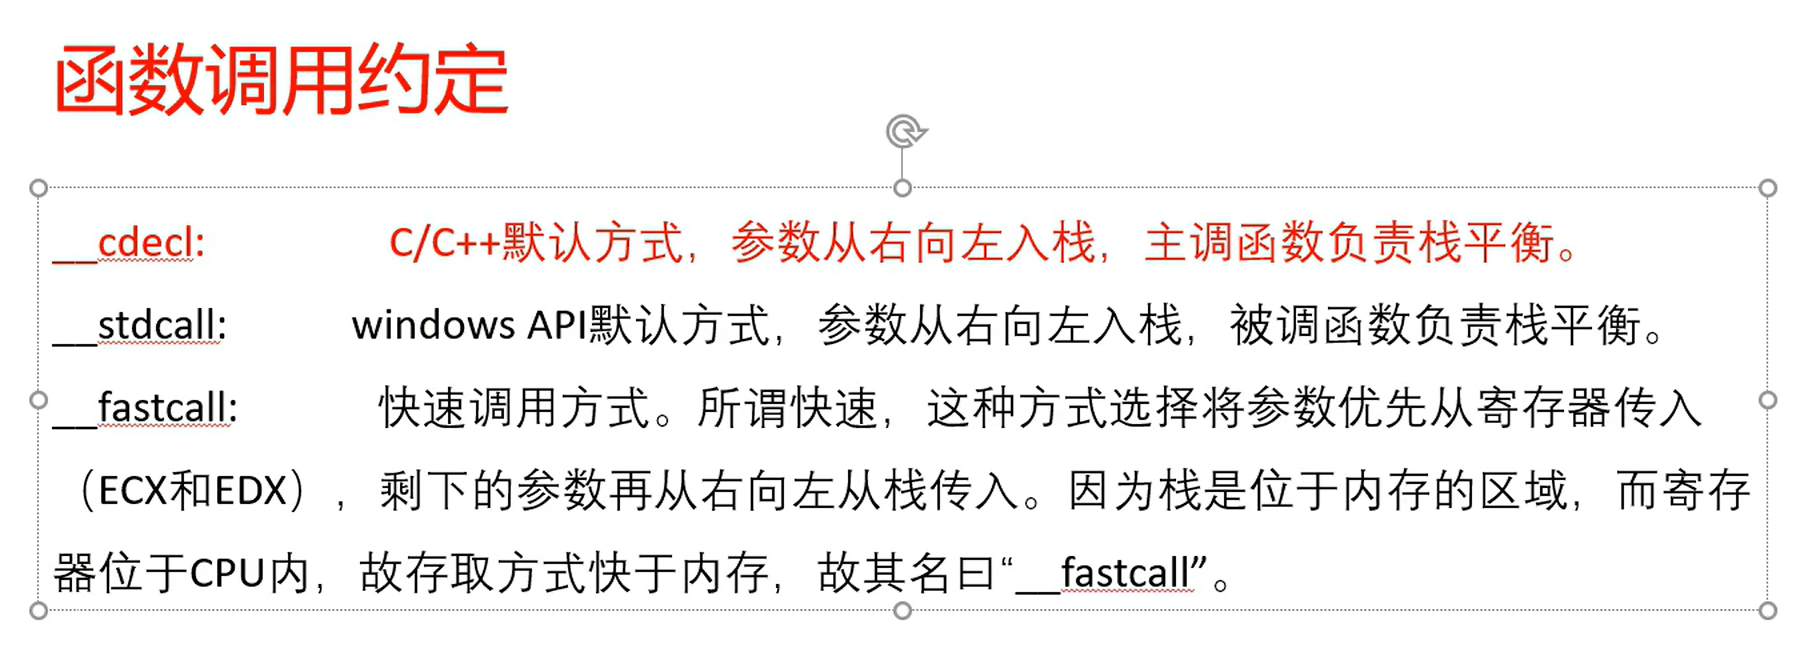 函数调用约定
__cdecl: C/C++默认方式，参数从右向左入栈，主调函数负责栈平衡。
__stdcall: windows API默认方式，参数从右向左入栈，被调函数负责栈平衡。
__fastcall: 快速调用方式。所谓快速，这种方式选择将参数优先从寄存器传入
（ECX和EDX），剩下的参数再从右向左从栈传入。因为栈是位于内存的区域，而寄存
器位于CPU内，故存取方式快于内存，故其名曰“__fastcall”。